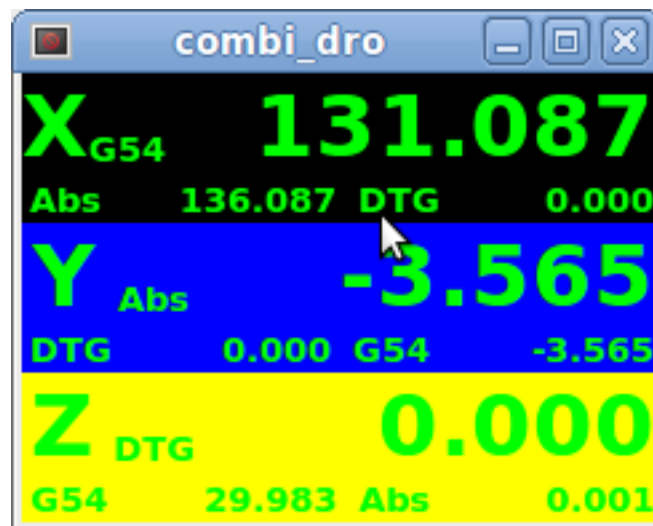 combi_dro
X G54 131.087
Abs 136.087 DTG 0.000
Y Abs -3.565
DTG 0.000 G54 -3.565
Z DTG 0.000
G54 29.983 Abs 0.001